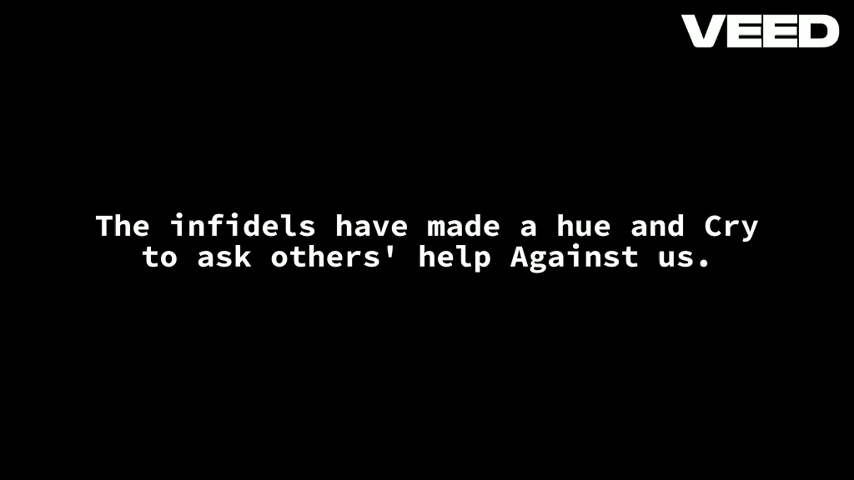 VEED
The infidels have made a hue and Cry
to ask others' help Against us.